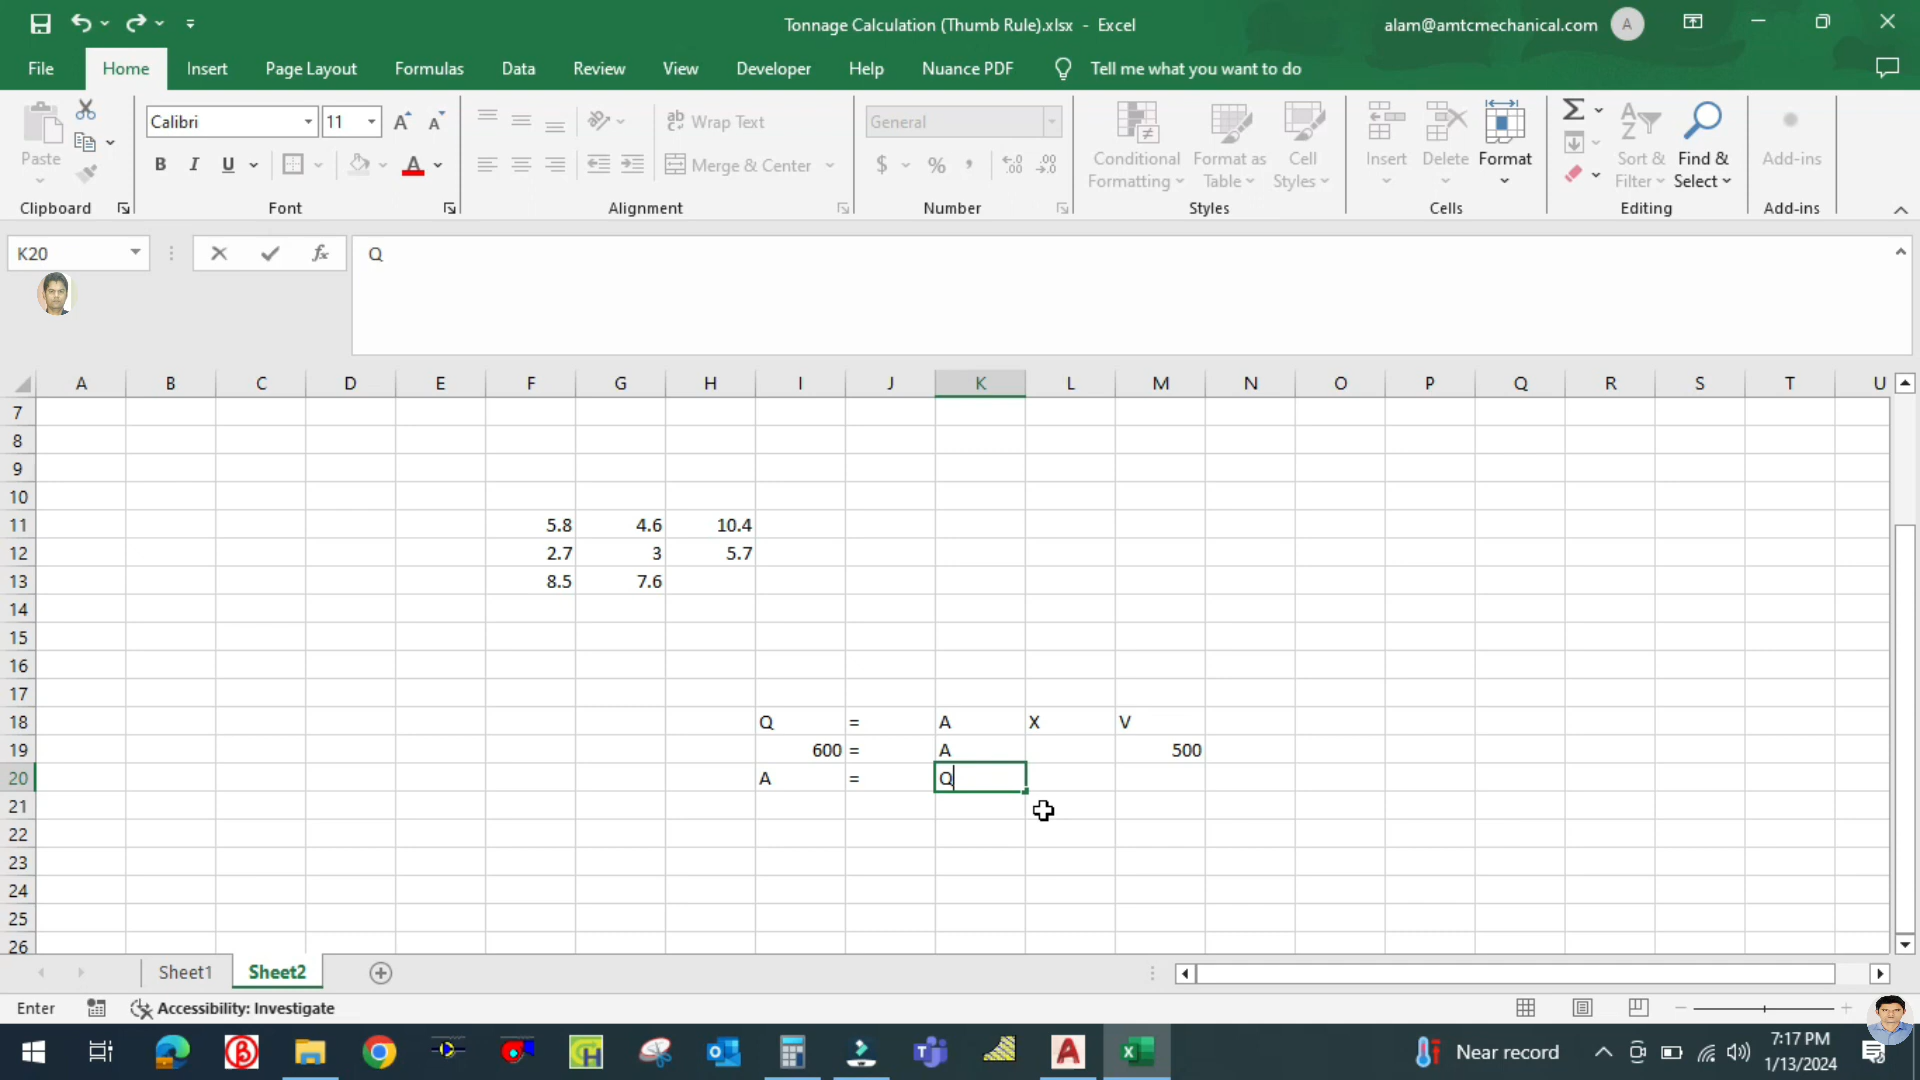 Tonnage Calculation (Thumb Rule).xlsx - Excel
alam@amtcmechanical.com
A
File
Home
Insert
Page Layout
Formulas
Data
Review
View
Developer
Help
Nuance PDF
Tell me what you want to do
Paste
Clipboard
Calibri
11
B
I
U
A
Font
ab
Wrap Text
Merge & Center
Alignment
General
$
%
,
Number
Conditional
Formatting
Format as
Table
Cell
Styles
Styles
Insert
Delete
Format
Cells
Sort &
Filter
Find &
Select
Editing
Add-ins
Add-ins
K20
fx
Q
A B C D E F G H I J K L M N O P Q R S T U
7
8
9
10
11 5.8 4.6 10.4
12 2.7 3 5.7
13 8.5 7.6
14
15
16
17
18 Q = A X V
19 600 = A 500
20 A = Q
21
22
23
24
25
26
Sheet1
Sheet2
Enter
Accessibility: Investigate
Near record
7:17 PM
1/13/2024